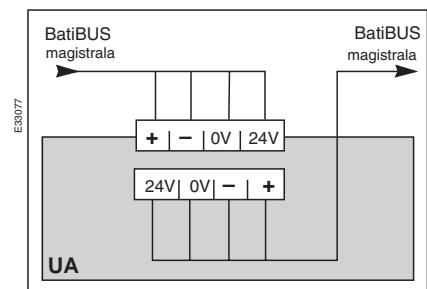 BatiBUS
magistrala
BatiBUS
magistrala
E33077
+ | − | 0V | 24V
24V | 0V | − | +
UA